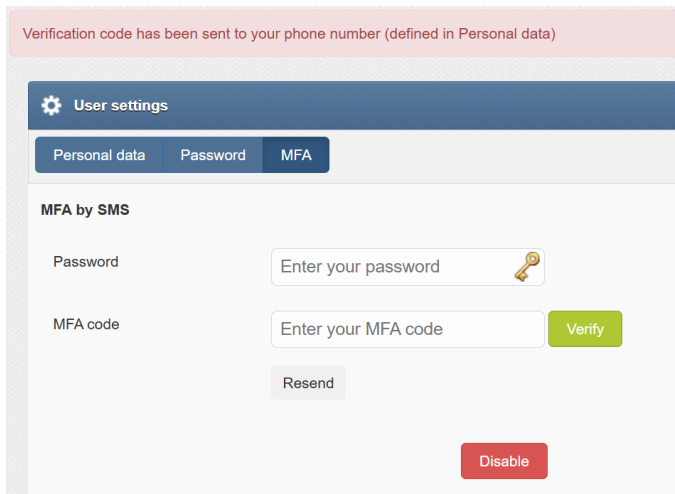 Verification code has been sent to your phone number (defined in Personal data)
User settings
Personal data Password MFA
MFA by SMS
Password Enter your password
MFA code Enter your MFA code Verify
Resend
Disable